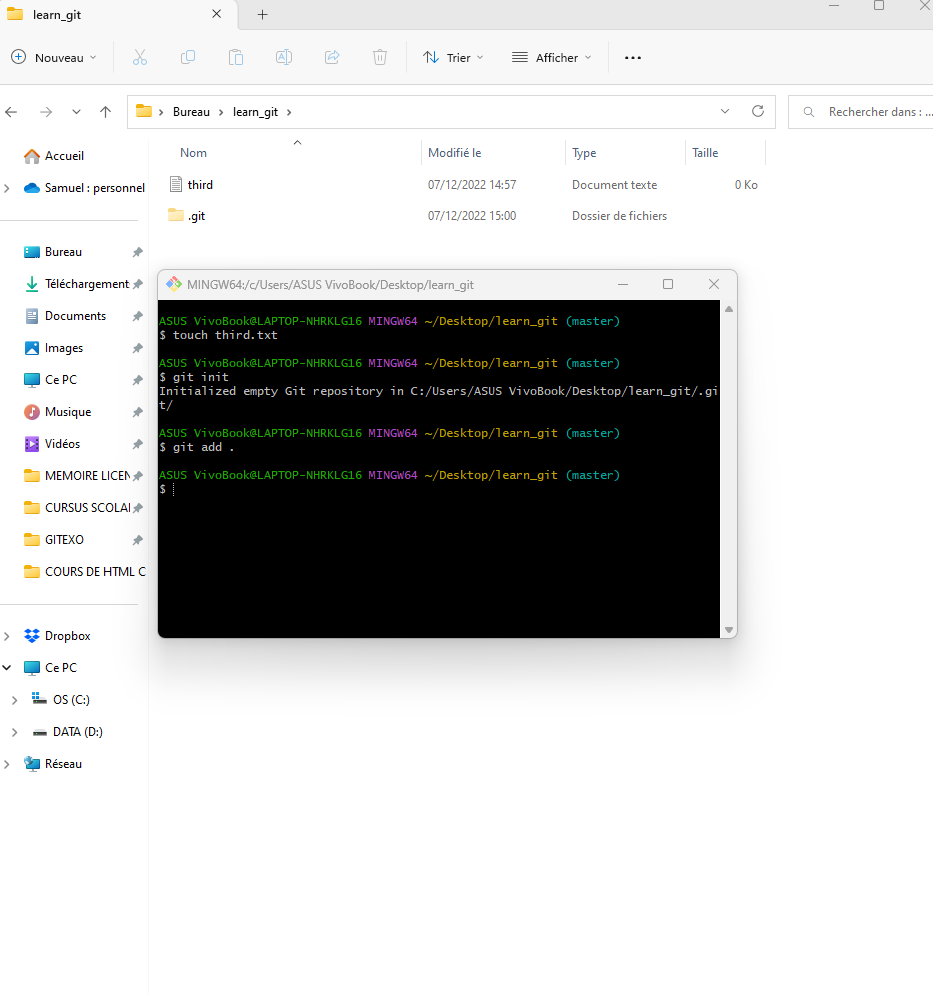 learn_git
Nouveau
Trier
Afficher
Bureau
learn_git
Rechercher dans : ...
Nom
Modifié le
Type
Taille
third
07/12/2022 14:57
Document texte
0 Ko
.git
07/12/2022 15:00
Dossier de fichiers
Accueil
Samuel : personnel
Bureau
Téléchargement
Documents
Images
Ce PC
Musique
Vidéos
MEMOIRE LICEN
CURSUS SCOLAI
GITEXO
COURS DE HTML C
Dropbox
Ce PC
OS (C:)
DATA (D:)
Réseau
MINGW64:/c/Users/ASUS VivoBook/Desktop/learn_git
ASUS VivoBook@LAPTOP-NHRKLG16 MINGW64 ~/Desktop/learn_git (master)
$ touch third.txt
ASUS VivoBook@LAPTOP-NHRKLG16 MINGW64 ~/Desktop/learn_git (master)
$ git init
Initialized empty Git repository in C:/Users/ASUS VivoBook/Desktop/learn_git/.gi
t/
ASUS VivoBook@LAPTOP-NHRKLG16 MINGW64 ~/Desktop/learn_git (master)
$ git add .
ASUS VivoBook@LAPTOP-NHRKLG16 MINGW64 ~/Desktop/learn_git (master)
$